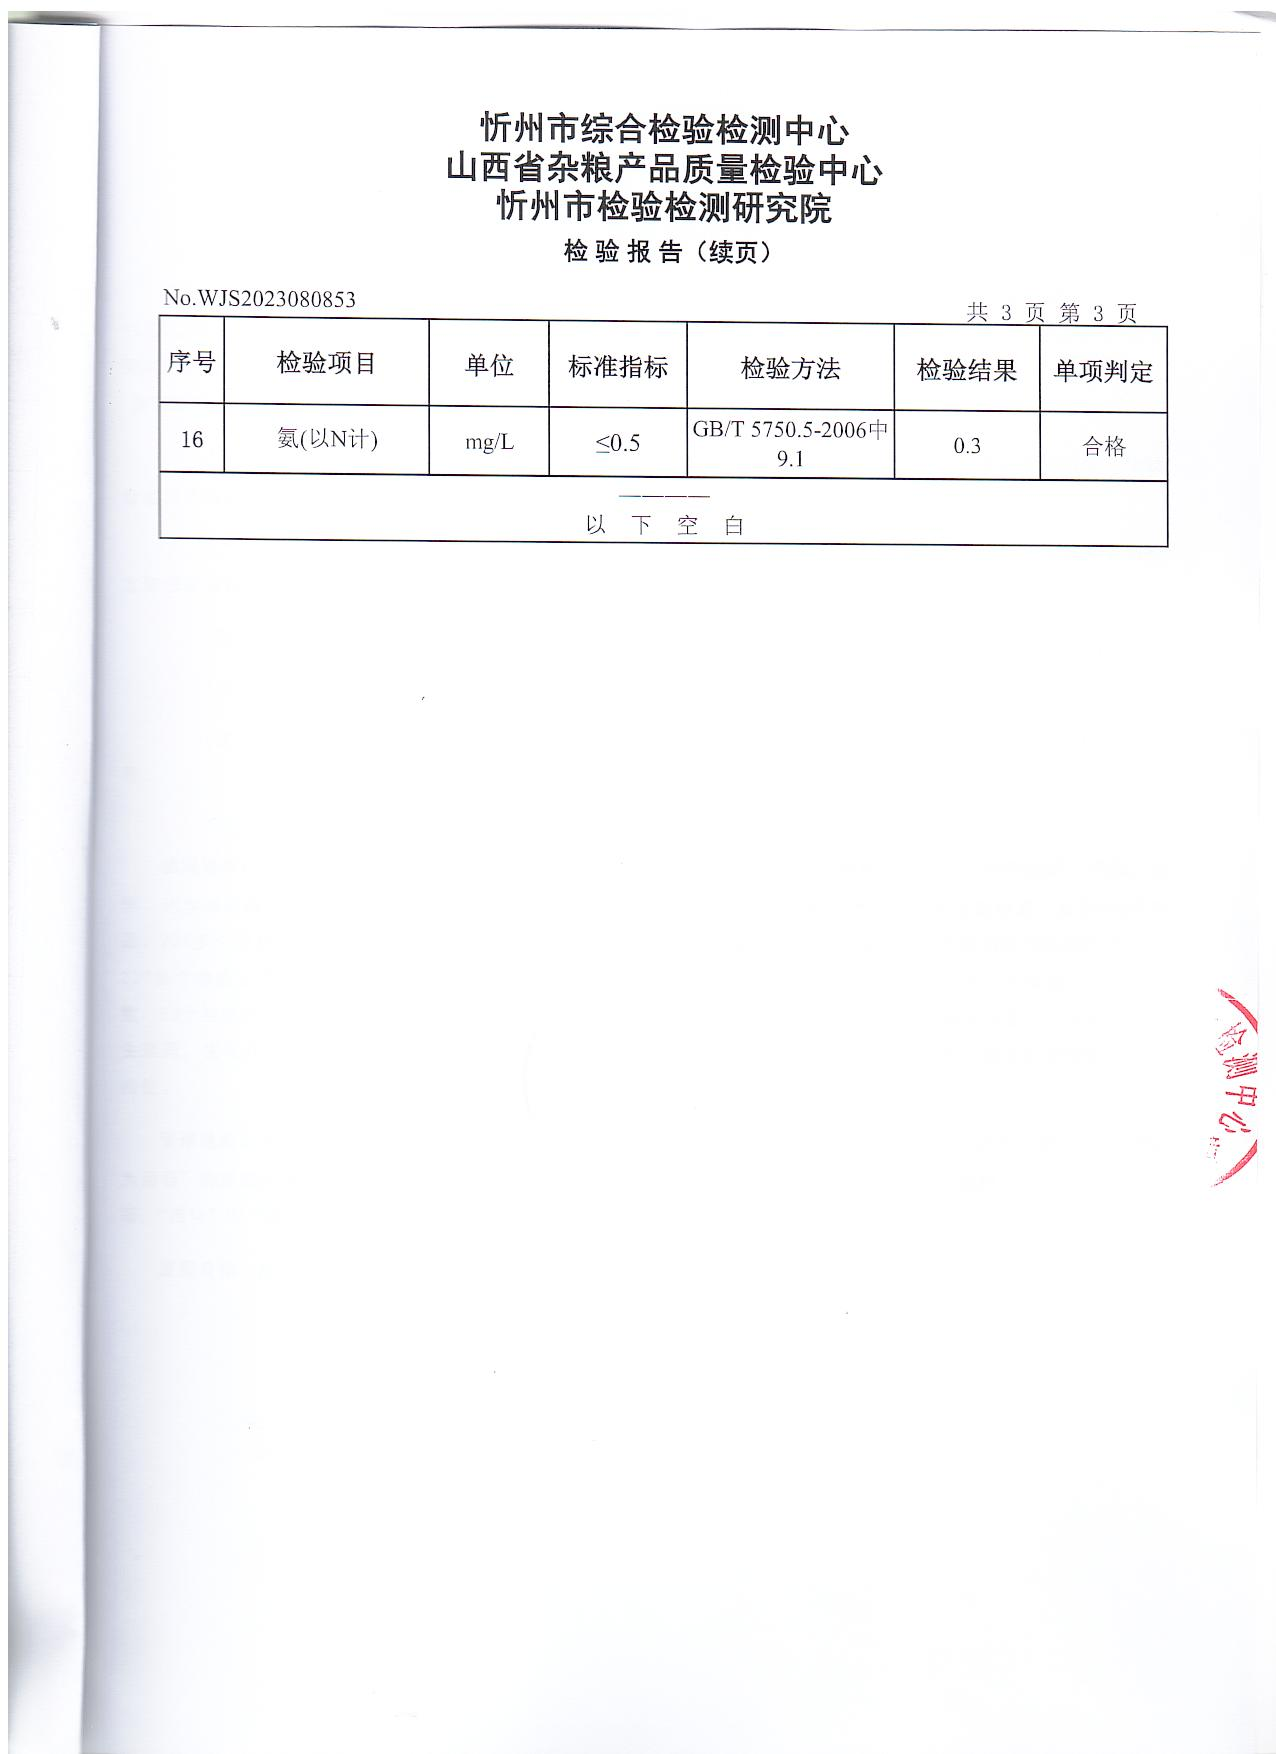 忻州市综合检验检测中心
山西省杂粮产品质量检验中心
忻州市检验检测研究院
检验报告（续页）
No.WJS2023080853
共 3 页 第 3 页
序号 检验项目 单位 标准指标 检验方法 检验结果 单项判定
16 氨(以N计) mg/L ≤0.5 GB/T 5750.5-2006中 9.1 0.3 合格
————
以 下 空 白
检测中心